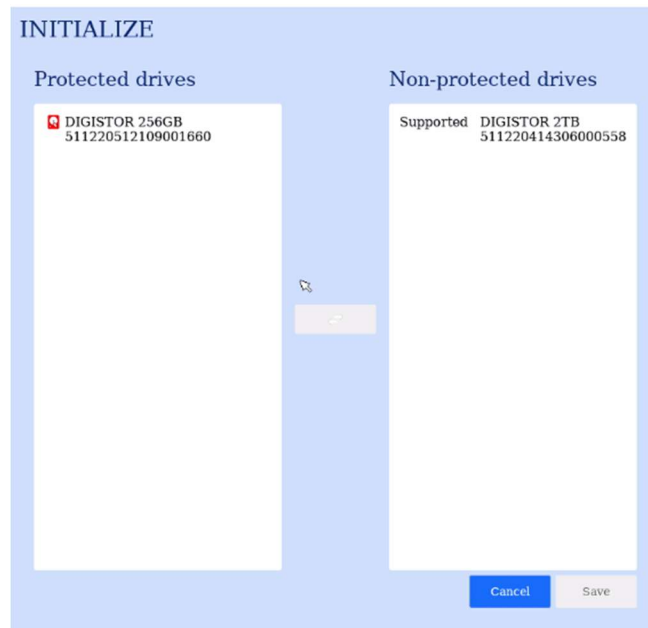 INITIALIZE
Protected drives
DIGISTOR 256GB
511220512109001660
Non-protected drives
Supported DIGISTOR 2TB
511220414306000558
Cancel Save